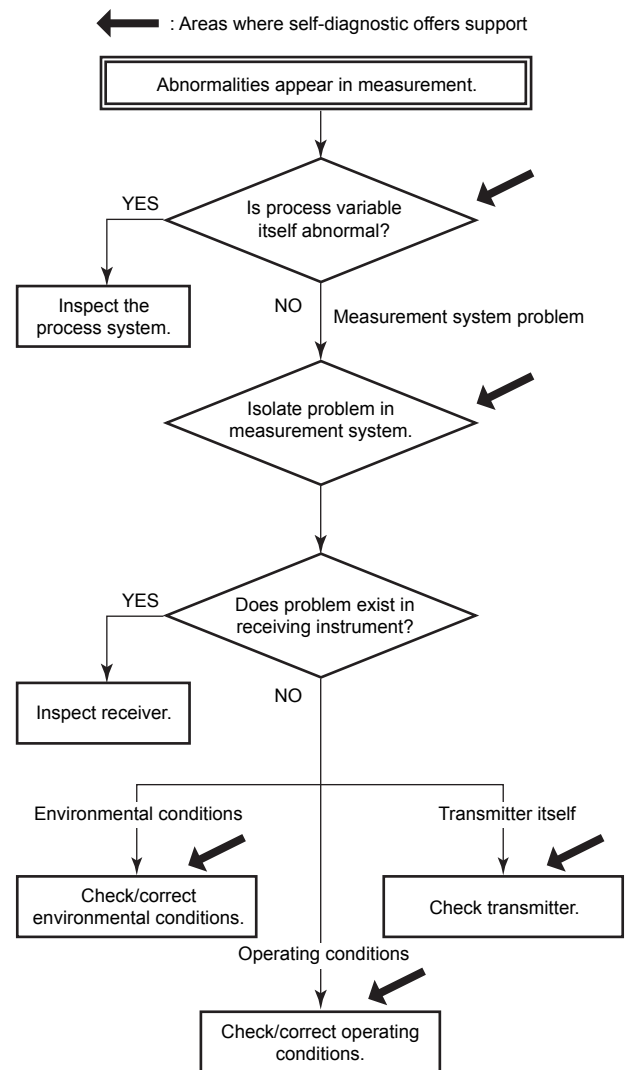 : Areas where self-diagnostic offers support
Abnormalities appear in measurement.
YES
Is process variable
itself abnormal?
Inspect the
process system.
NO
Measurement system problem
Isolate problem in
measurement system.
YES
Does problem exist in
receiving instrument?
NO
Inspect receiver.
Environmental conditions
Transmitter itself
Check/correct
environmental conditions.
Check transmitter.
Operating conditions
Check/correct operating
conditions.